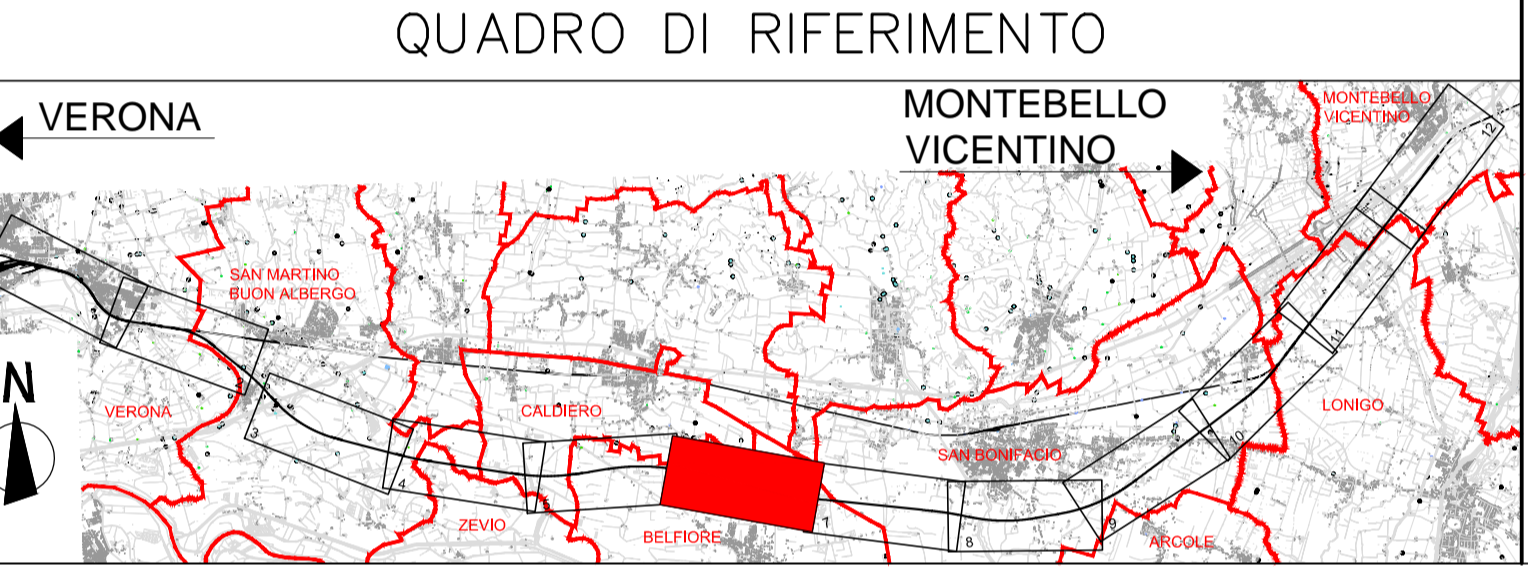 QUADRO DI RIFERIMENTO
VERONA
MONTEBELLO
VICENTINO
MONTEBELLO
VICENTINO
12
SAN MARTINO
BUON ALBERGO
N
VERONA
CALDIERO
LONIGO
11
10
3
SAN BONIFACIO
4
ZEVIO
BELFIORE
7
8
9
ARCOLE